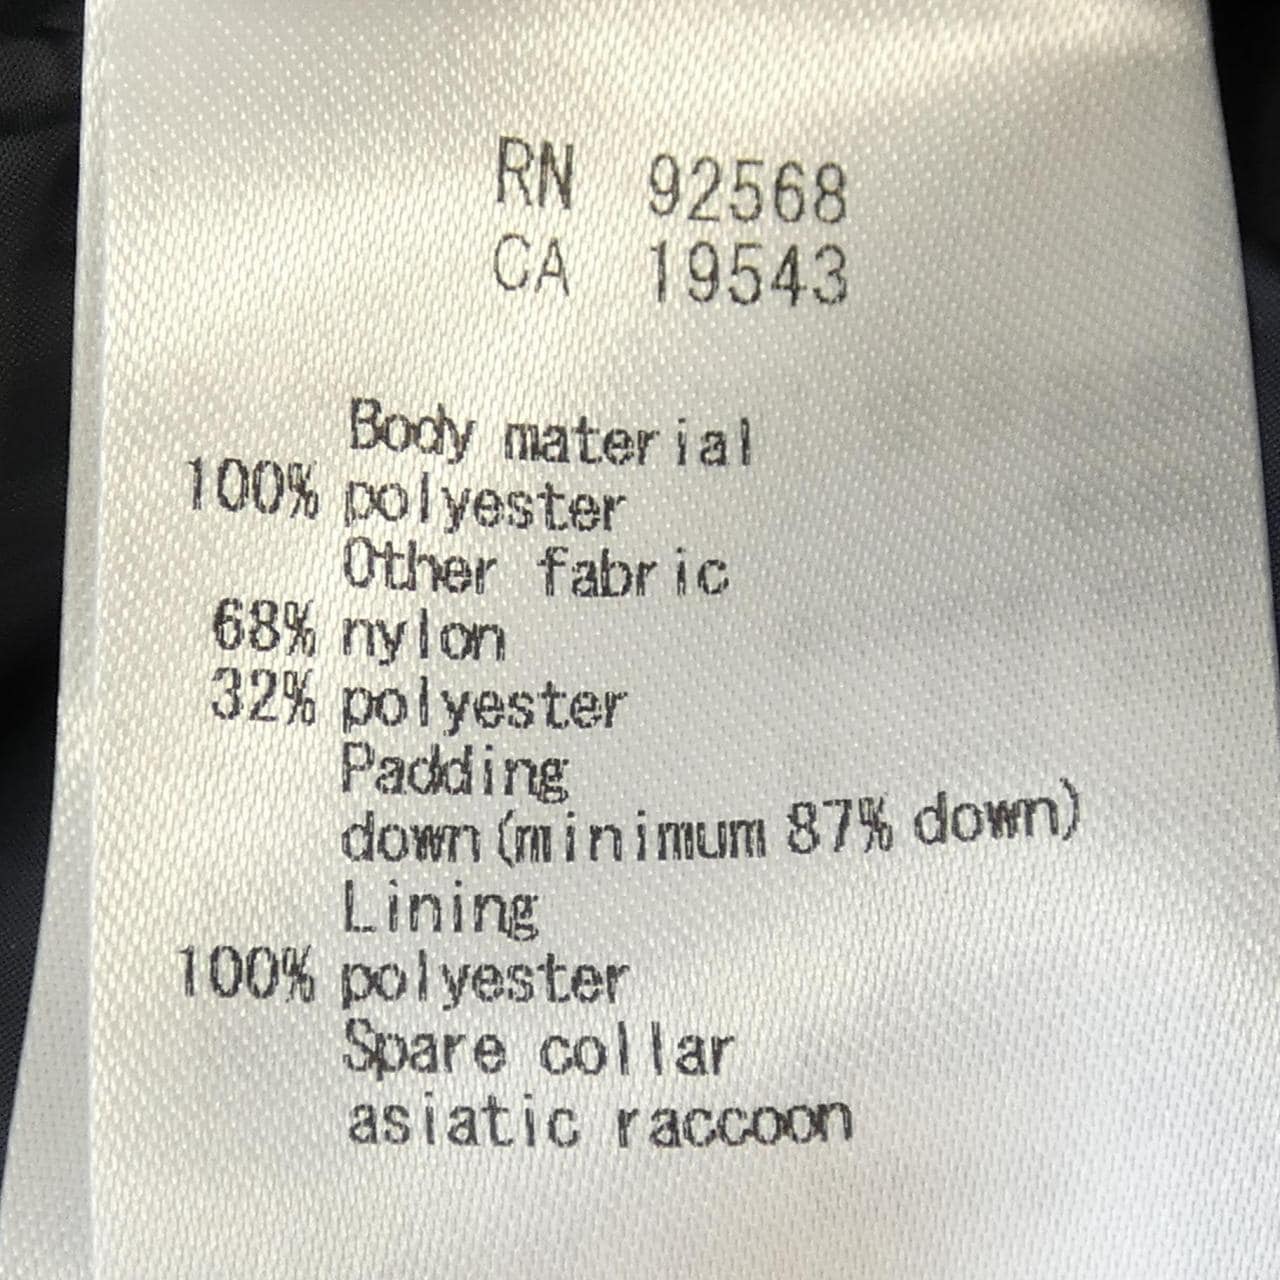 RN 92568
CA 19543
Body material
100% polyester
Other fabric
68% nylon
32% polyester
Padding
down(minimum 87% down)
Lining
100% polyester
Spare collar
asiatic raccoon